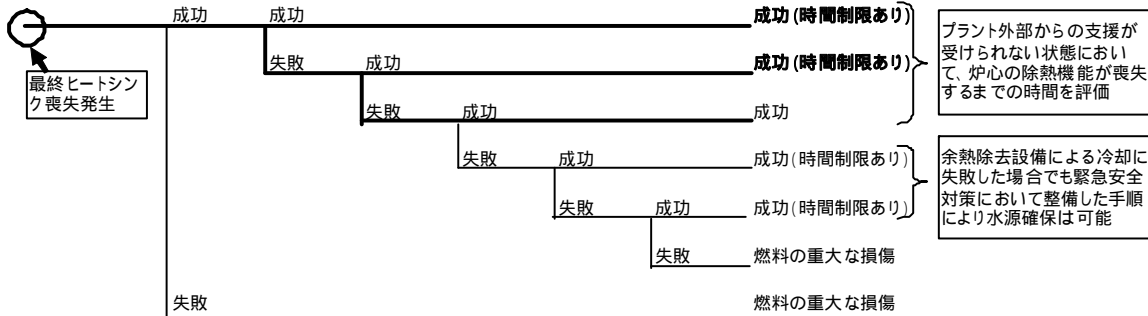 成功 成功 成功(時間制限あり)
最終ヒートシン
ク喪失発生
失敗 成功 成功(時間制限あり)
プラント外部からの支援が
受けられない状態におい
て、炉心の除熱機能が喪失
するまでの時間を評価
失敗 成功 成功
失敗 成功 成功(時間制限あり)
失敗 成功 成功(時間制限あり)
余熱除去設備による冷却に
失敗した場合でも緊急安全
対策において整備した手順
により水源確保は可能
失敗 燃料の重大な損傷
失敗 燃料の重大な損傷